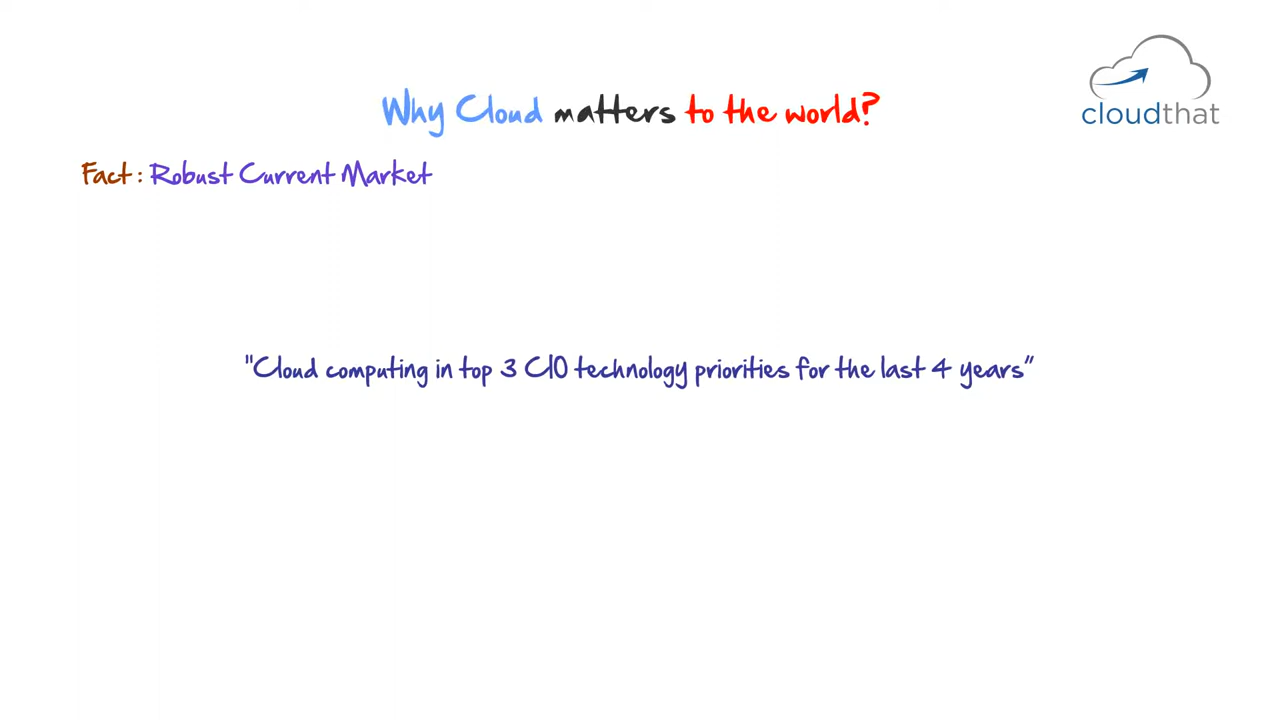 Why Cloud matters to the world?
cloudthat
Fact : Robust Current Market
"Cloud computing in top 3 CIO technology priorities for the last 4 years"